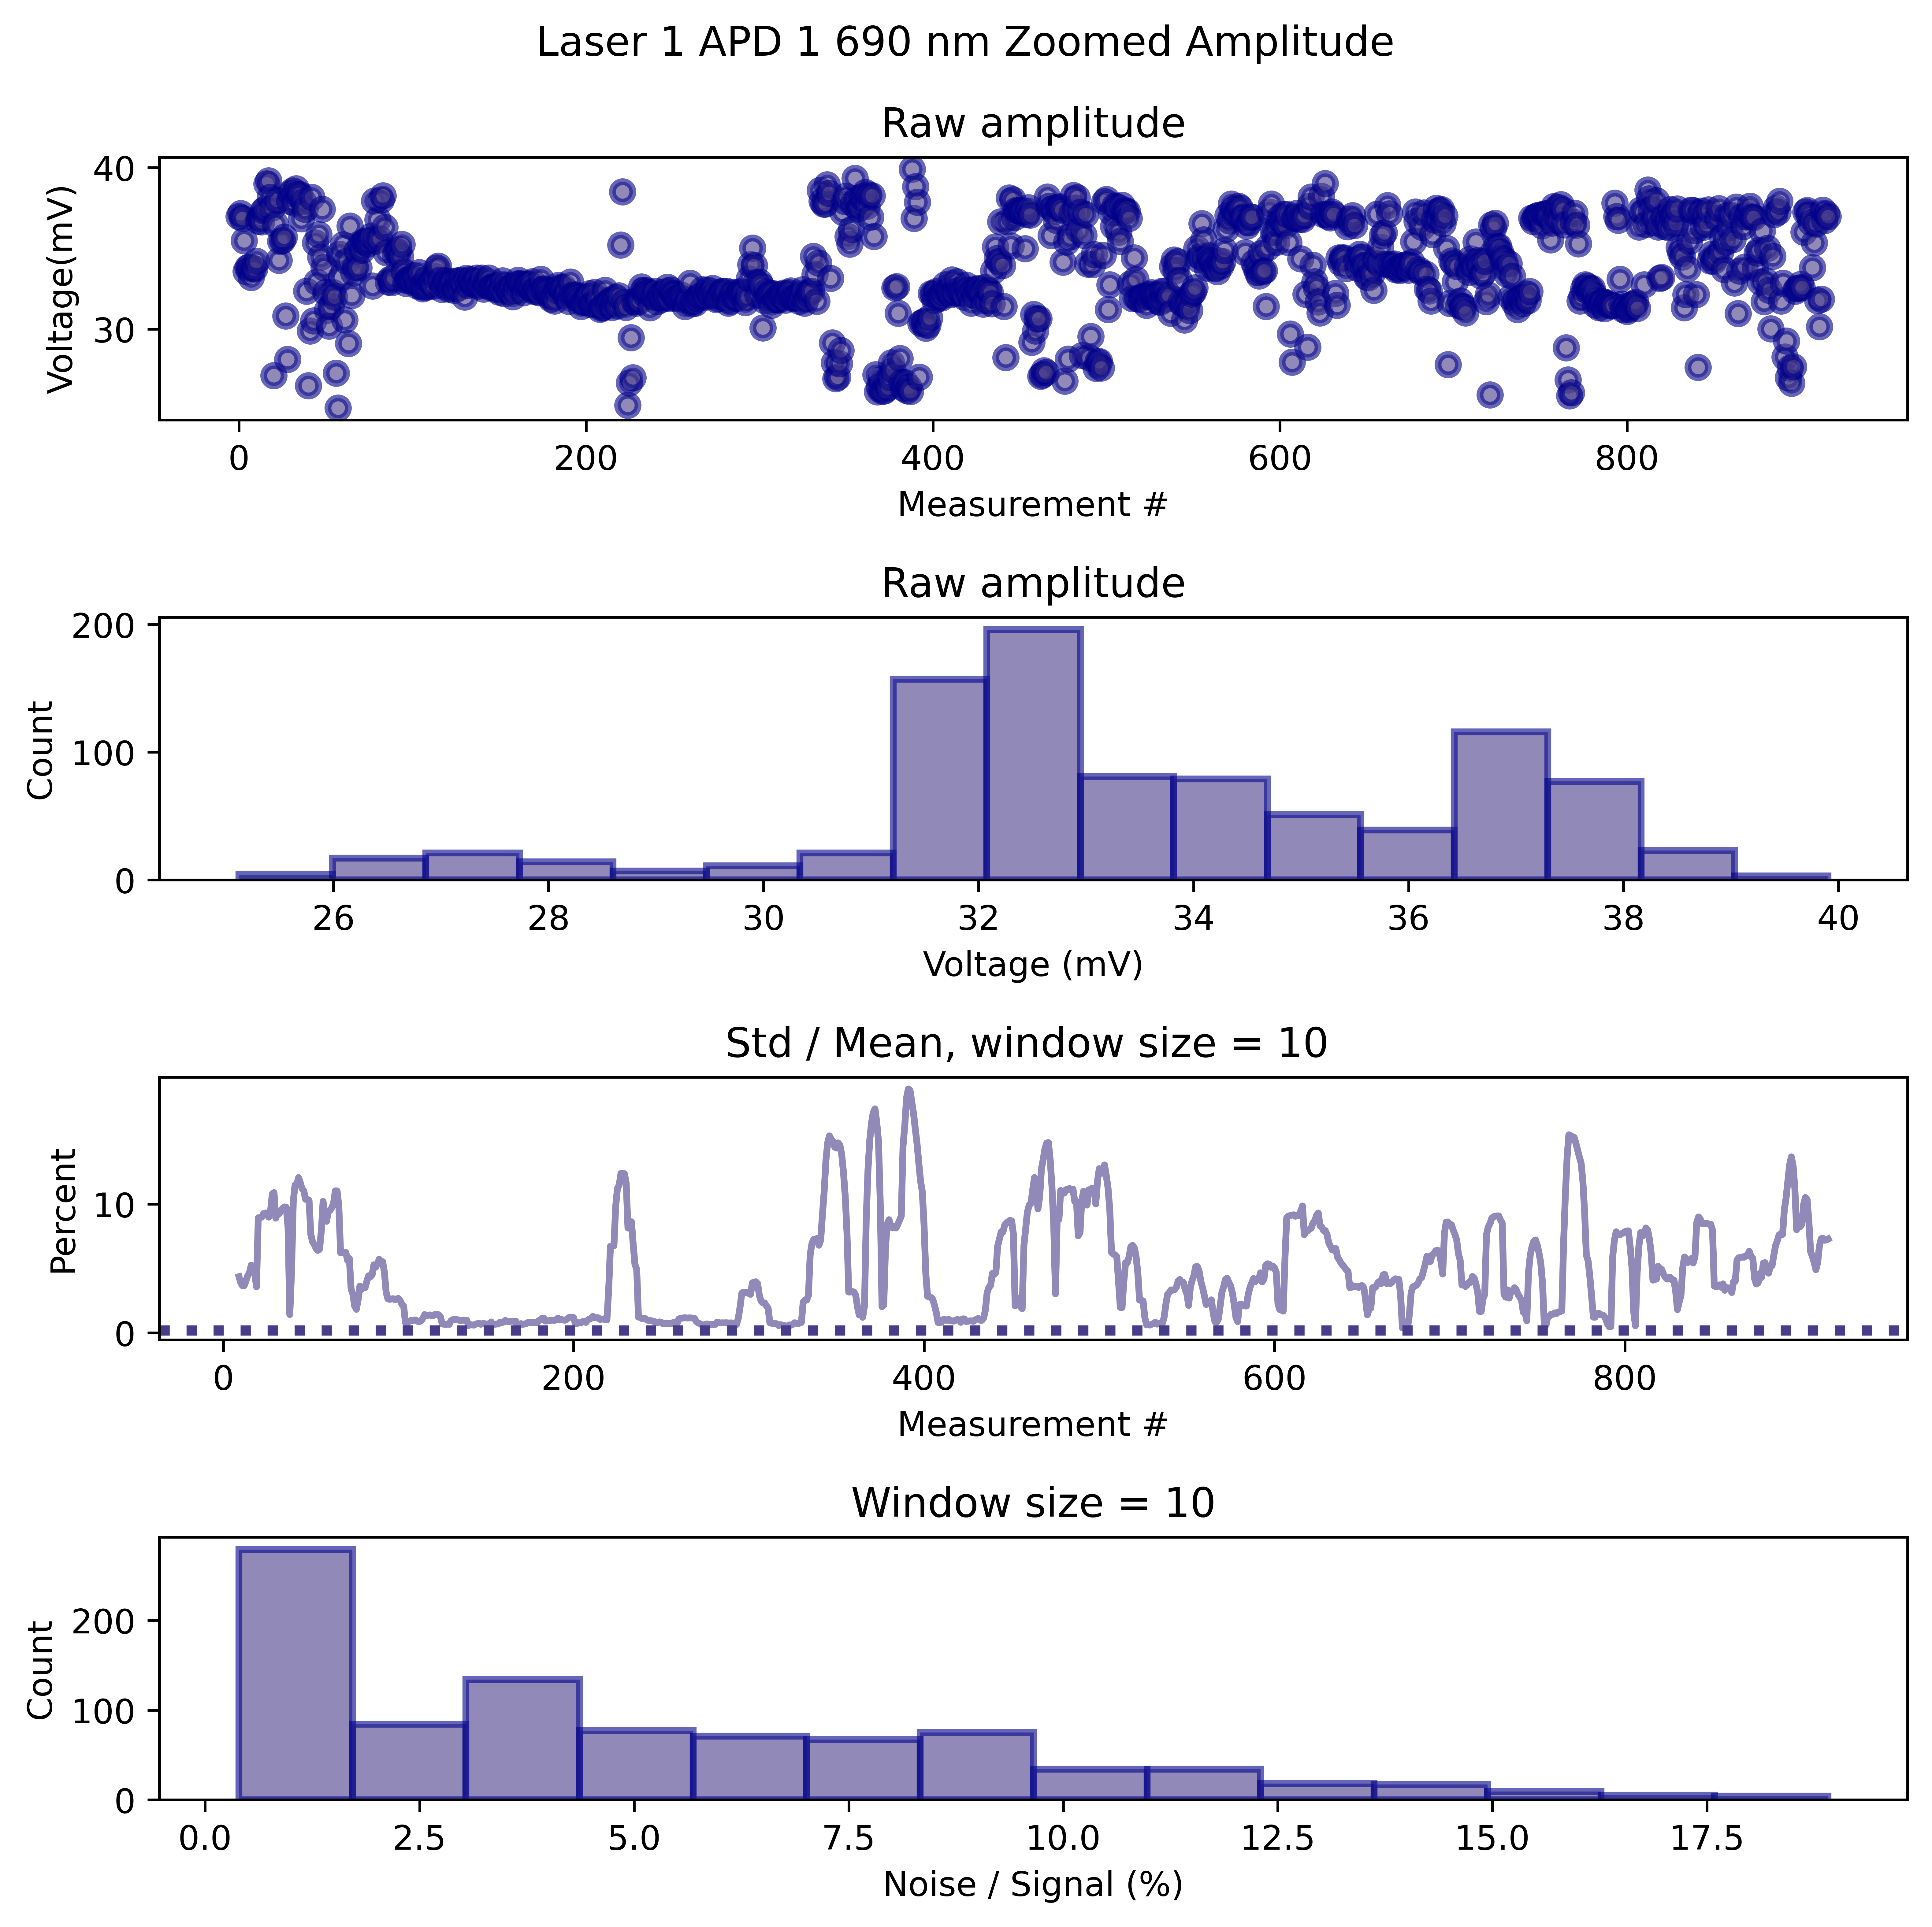 Laser 1 APD 1 690 nm Zoomed Amplitude
Raw amplitude
Voltage(mV)
40
30
0 200 400 600 800
Measurement #
Raw amplitude
Count
200
100
0
26 28 30 32 34 36 38 40
Voltage (mV)
Std / Mean, window size = 10
Percent
10
0
0 200 400 600 800
Measurement #
Window size = 10
Count
200
100
0
0.0 2.5 5.0 7.5 10.0 12.5 15.0 17.5
Noise / Signal (%)